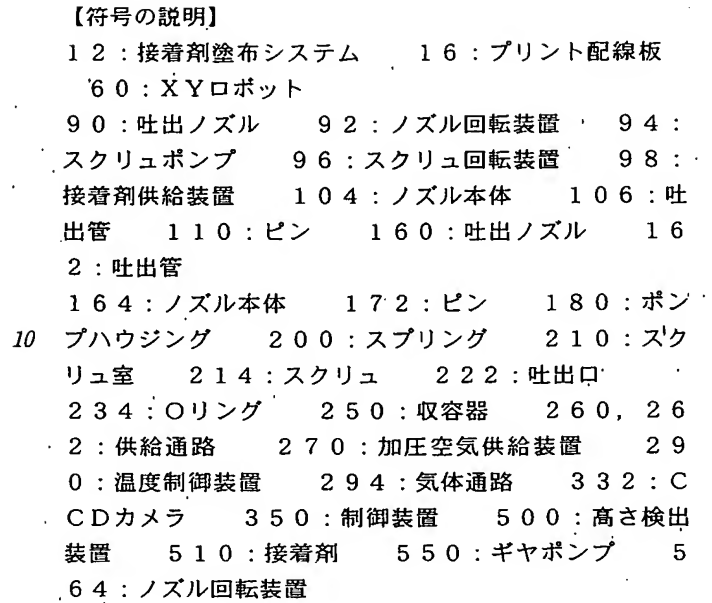 【符号の説明】
12:接着剤塗布システム 16:プリント配線板
60:XYロボット
90:吐出ノズル 92:ノズル回転装置 94:
スクリュポンプ 96:スクリュ回転装置 98:
接着剤供給装置 104:ノズル本体 106:吐
出管 110:ピン 160:吐出ノズル 16
2:吐出管
164:ノズル本体 172:ピン 180:ポン
10 プハウジング 200:スプリング 210:スク
リュ室 214:スクリュ 222:吐出口
234:Oリング 250:収容器 260,26
2:供給通路 270:加圧空気供給装置 29
0:温度制御装置 294:気体通路 332:C
CDカメラ 350:制御装置 500:高さ検出
装置 510:接着剤 550:ギヤポンプ 5
64:ノズル回転装置